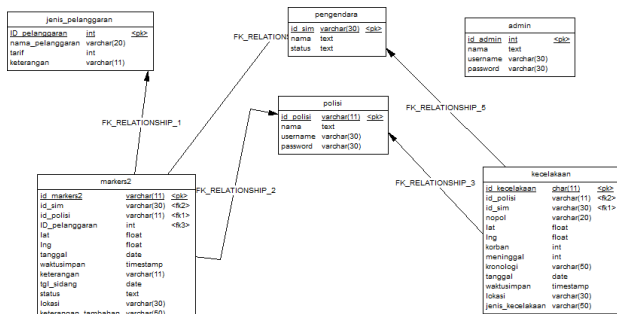 jenis_pelanggaran
ID_pelanggaran int <pk>
nama_pelanggaran varchar(20)
tarif int
keterangan varchar(11)
pengendara
id_sim varchar(30) <pk>
nama text
status text
admin
id_admin int <pk>
nama text
username varchar(30)
password varchar(30)
polisi
id_polisi varchar(11) <pk>
nama text
username varchar(30)
password varchar(30)
FK_RELATIONSHIP_1
FK_RELATIONSHIP_5
FK_RELATIONSHIP_2
FK_RELATIONSHIP_3
markers2
id_markers2 varchar(11) <pk>
id_sim varchar(30) <fk2>
id_polisi varchar(11) <fk1>
ID_pelanggaran int <fk3>
lat float
lng float
tanggal date
waktusimpan timestamp
keterangan varchar(11)
tgl_sidang date
status text
lokasi varchar(30)
keterangan_tambahan varchar(50)
kecelakaan
id_kecelakaan char(11) <pk>
id_polisi varchar(11) <fk2>
id_sim varchar(30) <fk1>
nopol varchar(20)
lat float
lng float
korban int
meninggal int
kronologi varchar(50)
tanggal date
waktusimpan timestamp
lokasi varchar(30)
jenis_kecelakaan varchar(50)